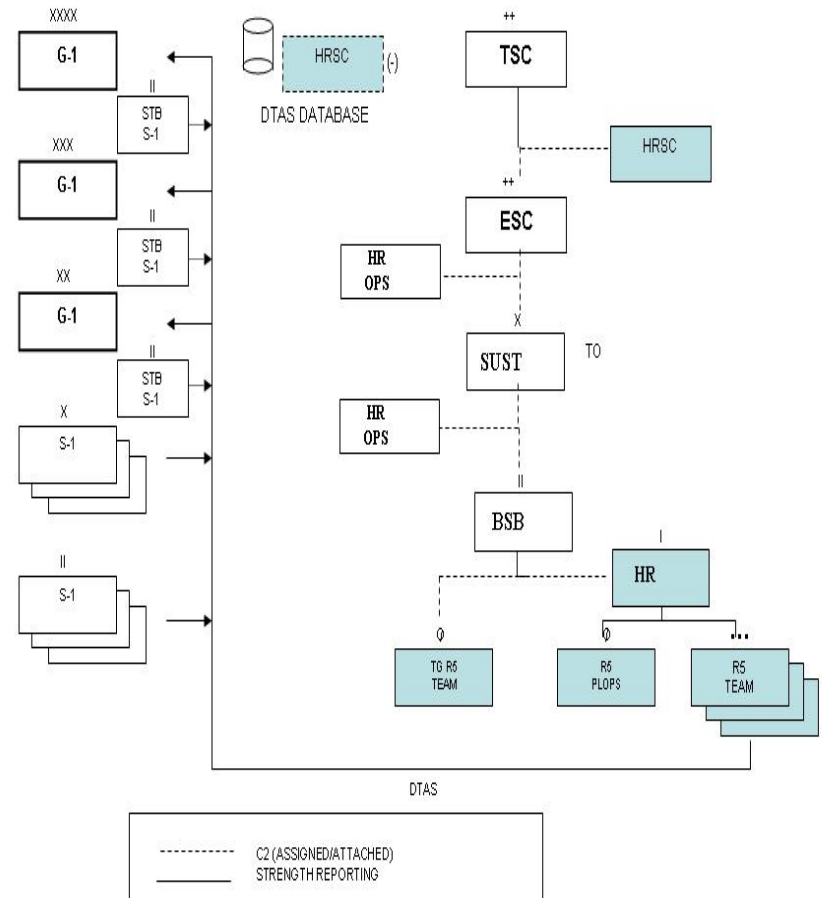 XXXX
G-1
II
STB
S-1
XXX
G-1
II
STB
S-1
XX
G-1
II
STB
S-1
X
S-1
II
S-1
HRSC
(-)
DTAS DATABASE
++
TSC
HRSC
++
ESC
HR
OPS
X
SUST
TO
HR
OPS
II
BSB
I
HR
TG R5
TEAM
R5
PLOPS
...
R5
TEAM
DTAS
C2 (ASSIGNED/ATTACHED)
STRENGTH REPORTING